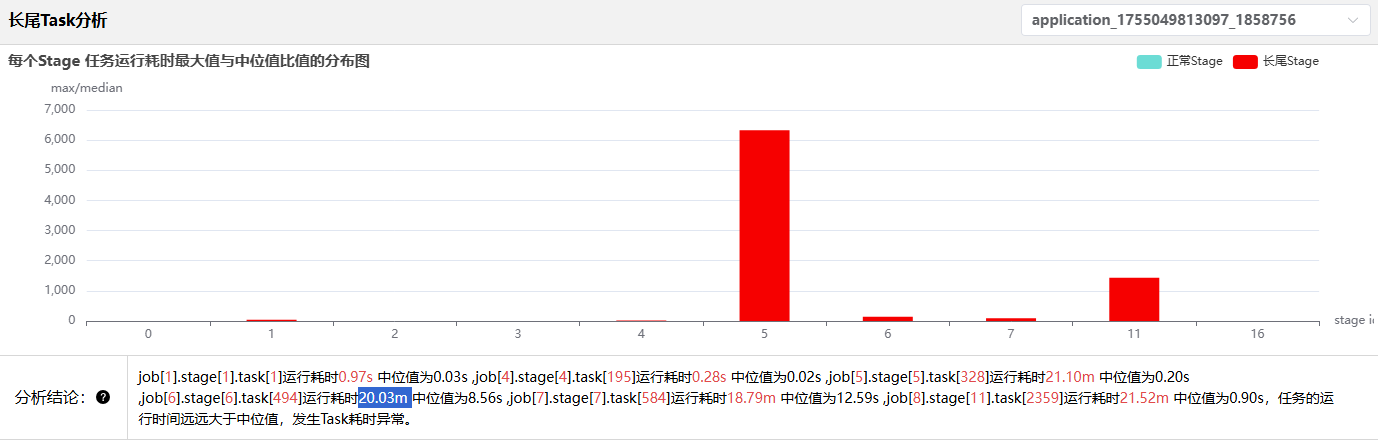 长尾Task分析
application_1755049813097_1858756
每个Stage 任务运行耗时最大值与中位值比值的分布图
正常Stage
长尾Stage
max/median
7,000
6,000
5,000
4,000
3,000
2,000
1,000
0
0 1 2 3 4 5 6 7 11 16
stage
分析结论：
job[1].stage[1].task[1]运行耗时0.97s 中位值为0.03s ,job[4].stage[4].task[195]运行耗时0.28s 中位值为0.02s ,job[5].stage[5].task[328]运行耗时21.10m 中位值为0.20s
,job[6].stage[6].task[494]运行耗时20.03m 中位值为8.56s ,job[7].stage[7].task[584]运行耗时18.79m 中位值为12.59s ,job[8].stage[11].task[2359]运行耗时21.52m 中位值为0.90s，任务的运
行时间远远大于中位值，发生Task耗时异常。